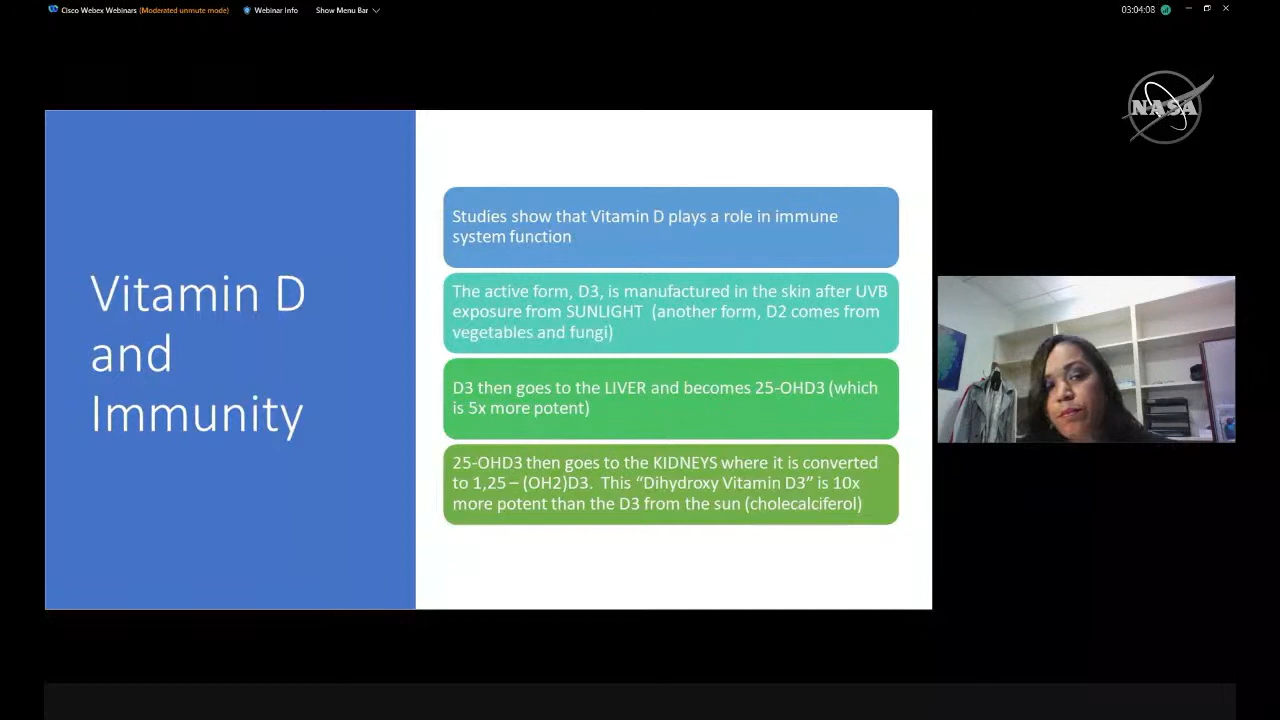 Cisco Webex Webinars (Moderated unmute mode) Webinar Info Show Menu Bar 03:04:08
NASA
Vitamin D
and
Immunity
Studies show that Vitamin D plays a role in immune
system function
The active form, D3, is manufactured in the skin after UVB
exposure from SUNLIGHT (another form, D2 comes from
vegetables and fungi)
D3 then goes to the LIVER and becomes 25-OHD3 (which
is 5x more potent)
25-OHD3 then goes to the KIDNEYS where it is converted
to 1,25 – (OH2)D3. This “Dihydroxy Vitamin D3” is 10x
more potent than the D3 from the sun (cholecalciferol)